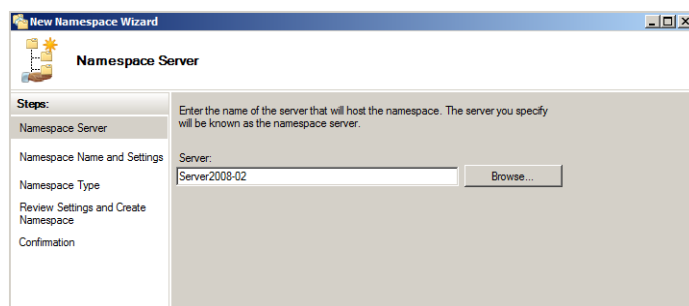 New Namespace Wizard
Namespace Server
Steps:
Namespace Server
Namespace Name and Settings
Namespace Type
Review Settings and Create
Namespace
Confirmation
Enter the name of the server that will host the namespace. The server you specify
will be known as the namespace server.
Server:
Server2008-02
Browse...